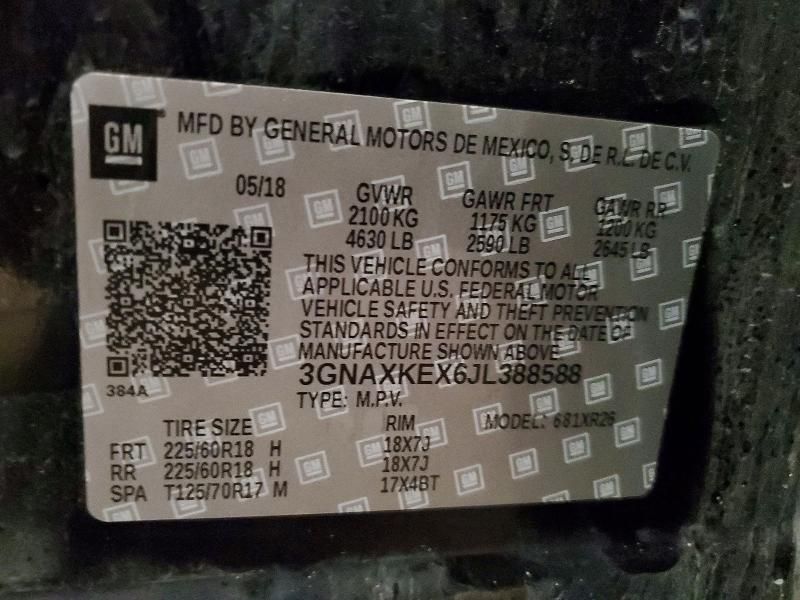 GM MFD BY GENERAL MOTORS DE MEXICO, S. DE R.L. DE C.V.
05/18 GVWR GAWR FRT GAWR RR
2100 KG 1175 KG 1200 KG
4630 LB 2590 LB 2645 LB
THIS VEHICLE CONFORMS TO ALL
APPLICABLE U.S. FEDERAL MOTOR
VEHICLE SAFETY AND THEFT PREVENTION
STANDARDS IN EFFECT ON THE DATE OF
MANUFACTURE SHOWN ABOVE.
384A
3GNAXKEX6JL388588
TYPE: M.P.V.
TIRE SIZE RIM MODEL: 681XR26
FRT 225/60R18 H 18X7J
RR 225/60R18 H 18X7J
SPA T125/70R17 M 17X4BT